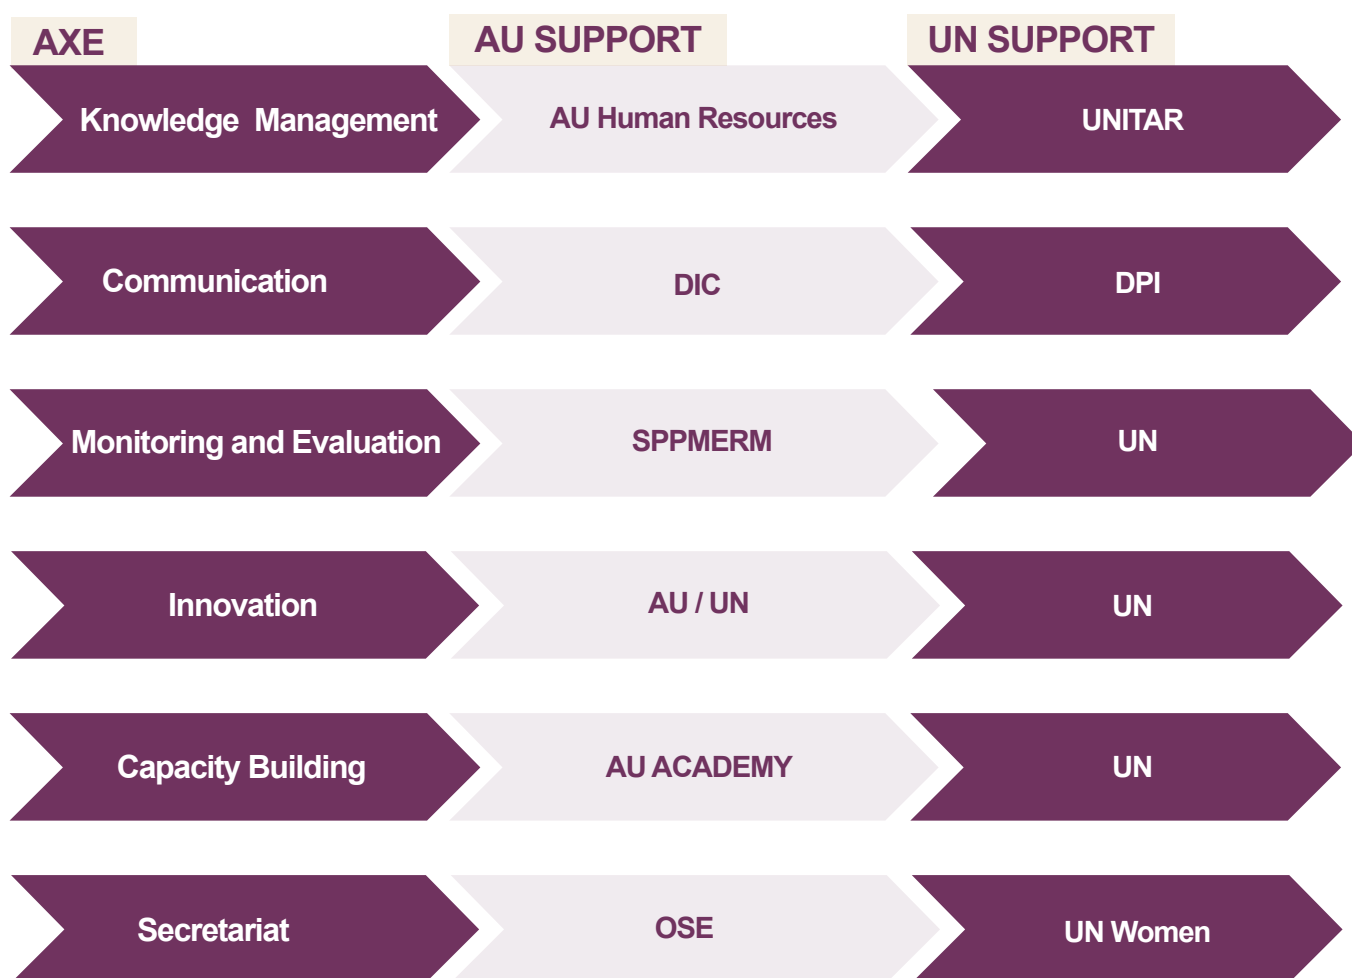 AXE
AU SUPPORT
UN SUPPORT
Knowledge Management
AU Human Resources
UNITAR
Communication
DIC
DPI
Monitoring and Evaluation
SPPMERM
UN
Innovation
AU / UN
UN
Capacity Building
AU ACADEMY
UN
Secretariat
OSE
UN Women